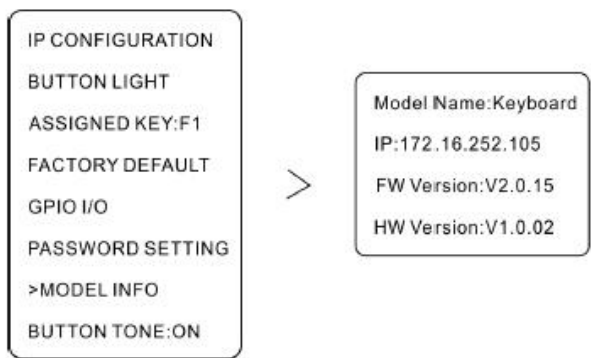 IP CONFIGURATION
BUTTON LIGHT
ASSIGNED KEY:F1
FACTORY DEFAULT
GPIO I/O
PASSWORD SETTING
>MODEL INFO
BUTTON TONE:ON
>
Model Name:Keyboard
IP:172.16.252.105
FW Version:V2.0.15
HW Version:V1.0.02